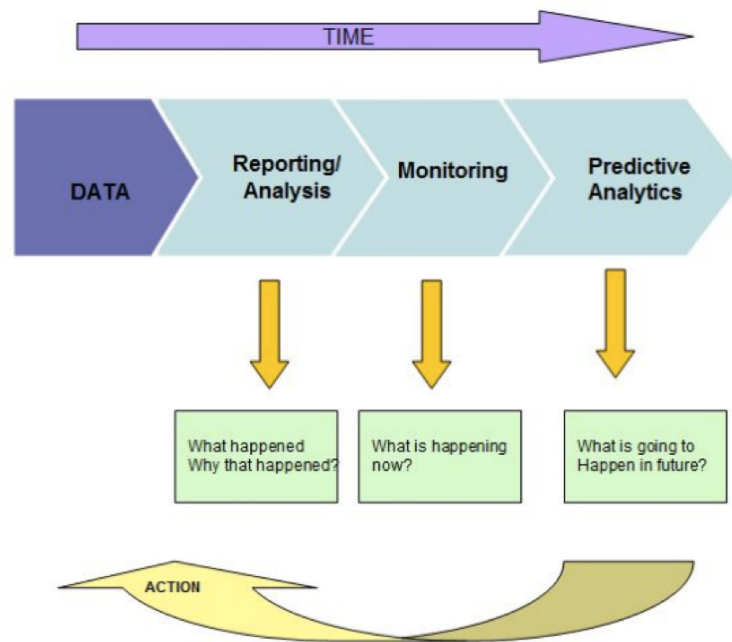 TIME
DATA
Reporting/
Analysis
Monitoring
Predictive
Analytics
What happened
Why that happened?
What is happening
now?
What is going to
Happen in future?
ACTION